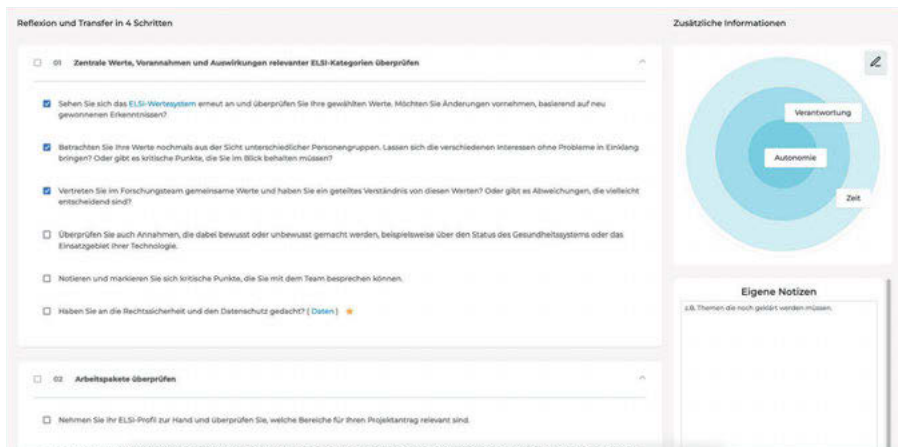 Reflexion und Transfer in 4 Schritten
01 Zentrale Werte, Vorannahmen und Auswirkungen relevanter ELSI-Kategorien überprüfen
Sehen Sie sich das ELSI-Wertesystem erneut an und überprüfen Sie Ihre gewählten Werte. Möchten Sie Änderungen vornehmen, basierend auf neu
gewonnenen Erkenntnissen?
Betrachten Sie Ihre Werte nochmals aus der Sicht unterschiedlicher Personengruppen. Lassen sich die verschiedenen Interessen ohne Probleme in Einklang
bringen? Oder gibt es kritische Punkte, die Sie im Blick behalten müssen?
Vertreten Sie im Forschungsteam gemeinsame Werte und haben Sie ein geteiltes Verständnis von diesen Werten? Oder gibt es Abweichungen, die vielleicht
entscheidend sind?
Überprüfen Sie auch Annahmen, die dabei bewusst oder unbewusst gemacht werden, beispielsweise über den Status des Gesundheitssystems oder das
Einsatzgebiet Ihrer Technologie.
Notieren und markieren Sie sich kritische Punkte, die Sie mit dem Team besprechen können.
Haben Sie an die Rechtssicherheit und den Datenschutz gedacht? [ Daten ]
02 Arbeitspakete überprüfen
Nehmen Sie Ihr ELSI-Profil zur Hand und überprüfen Sie, welche Bereiche für Ihren Projektantrag relevant sind.
Zusätzliche Informationen
Verantwortung
Autonomie
Zeit
Eigene Notizen
z.B. Themen die noch geklärt werden müssen.